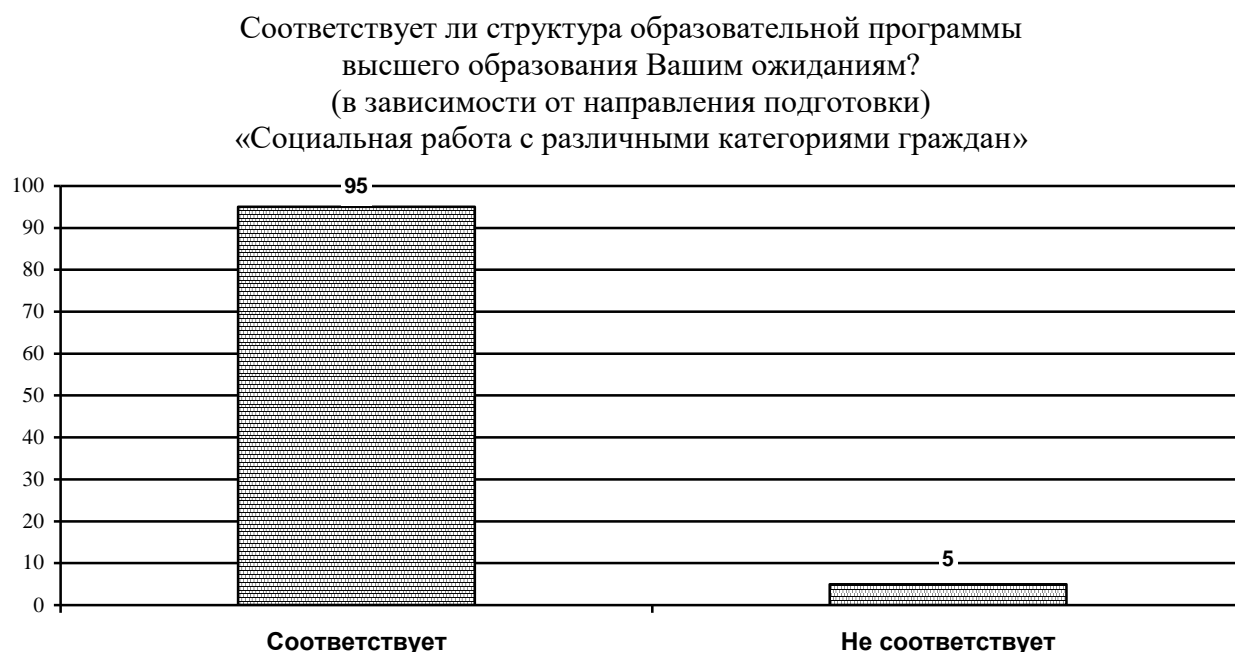 Соответствует ли структура образовательной программы
высшего образования Вашим ожиданиям?
(в зависимости от направления подготовки)
«Социальная работа с различными категориями граждан»
100
95
90
80
70
60
50
40
30
20
10
5
0
Соответствует
Не соответствует